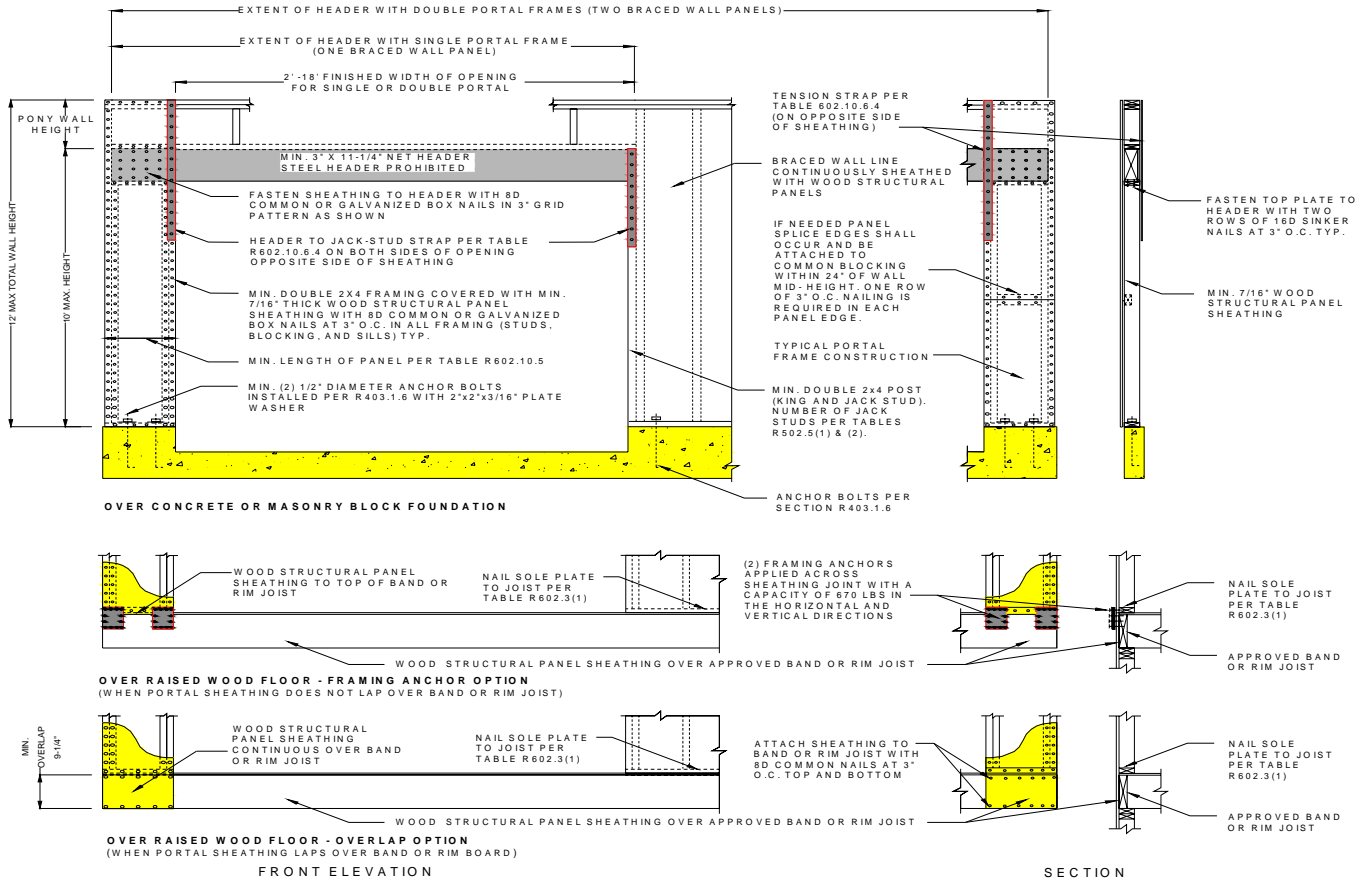 EXTENT OF HEADER WITH DOUBLE PORTAL FRAMES (TWO BRACED WALL PANELS)
EXTENT OF HEADER WITH SINGLE PORTAL FRAME
(ONE BRACED WALL PANEL)
2' -18' FINISHED WIDTH OF OPENING
FOR SINGLE OR DOUBLE PORTAL
PONY WALL
HEIGHT
12' MAX TOTAL WALL HEIGHT
10' MAX. HEIGHT
MIN. 3" X 11-1/4" NET HEADER
STEEL HEADER PROHIBITED
FASTEN SHEATHING TO HEADER WITH 8D
COMMON OR GALVANIZED BOX NAILS IN 3" GRID
PATTERN AS SHOWN
HEADER TO JACK-STUD STRAP PER TABLE
R602.10.6.4 ON BOTH SIDES OF OPENING
OPPOSITE SIDE OF SHEATHING
MIN. DOUBLE 2X4 FRAMING COVERED WITH MIN.
7/16" THICK WOOD STRUCTURAL PANEL
SHEATHING WITH 8D COMMON OR GALVANIZED
BOX NAILS AT 3" O.C. IN ALL FRAMING (STUDS,
BLOCKING, AND SILLS) TYP.
MIN. LENGTH OF PANEL PER TABLE R602.10.5
MIN. (2) 1/2" DIAMETER ANCHOR BOLTS
INSTALLED PER R403.1.6 WITH 2"x2"x3/16" PLATE
WASHER
TENSION STRAP PER
TABLE 602.10.6.4
(ON OPPOSITE SIDE
OF SHEATHING)
BRACED WALL LINE
CONTINUOUSLY SHEATHED
WITH WOOD STRUCTURAL
PANELS
IF NEEDED PANEL
SPLICE EDGES SHALL
OCCUR AND BE
ATTACHED TO
COMMON BLOCKING
WITHIN 24" OF WALL
MID-HEIGHT. ONE ROW
OF 3" O.C. NAILING IS
REQUIRED IN EACH
PANEL EDGE.
TYPICAL PORTAL
FRAME CONSTRUCTION
MIN. DOUBLE 2x4 POST
(KING AND JACK STUD).
NUMBER OF JACK
STUDS PER TABLES
R502.5(1) & (2).
ANCHOR BOLTS PER
SECTION R403.1.6
FASTEN TOP PLATE TO
HEADER WITH TWO
ROWS OF 16D SINKER
NAILS AT 3" O.C. TYP.
MIN. 7/16" WOOD
STRUCTURAL PANEL
SHEATHING
OVER CONCRETE OR MASONRY BLOCK FOUNDATION
WOOD STRUCTURAL PANEL
SHEATHING TO TOP OF BAND OR
RIM JOIST
NAIL SOLE PLATE
TO JOIST PER
TABLE R602.3(1)
(2) FRAMING ANCHORS
APPLIED ACROSS
SHEATHING JOINT WITH A
CAPACITY OF 670 LBS IN
THE HORIZONTAL AND
VERTICAL DIRECTIONS
NAIL SOLE
PLATE TO JOIST
PER TABLE
R602.3(1)
WOOD STRUCTURAL PANEL SHEATHING OVER APPROVED BAND OR RIM JOIST
APPROVED BAND
OR RIM JOIST
OVER RAISED WOOD FLOOR - FRAMING ANCHOR OPTION
(WHEN PORTAL SHEATHING DOES NOT LAP OVER BAND OR RIM JOIST)
MIN.
OVERLAP
9-1/4"
WOOD STRUCTURAL
PANEL SHEATHING
CONTINUOUS OVER BAND
OR RIM JOIST
NAIL SOLE PLATE
TO JOIST PER
TABLE R602.3(1)
ATTACH SHEATHING TO
BAND OR RIM JOIST WITH
8D COMMON NAILS AT 3"
O.C. TOP AND BOTTOM
NAIL SOLE
PLATE TO JOIST
PER TABLE
R602.3(1)
WOOD STRUCTURAL PANEL SHEATHING OVER APPROVED BAND OR RIM JOIST
APPROVED BAND
OR RIM JOIST
OVER RAISED WOOD FLOOR - OVERLAP OPTION
(WHEN PORTAL SHEATHING LAPS OVER BAND OR RIM BOARD)
FRONT ELEVATION
SECTION